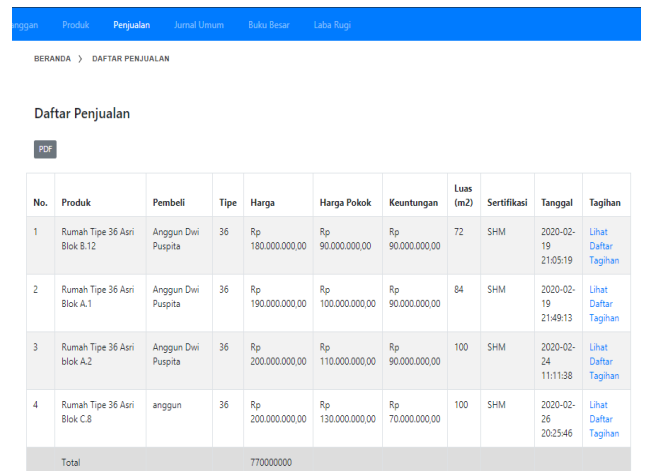 nggan Produk Penjualan Jurnal Umum Buku Besar Laba Rugi
BERANDA > DAFTAR PENJUALAN
Daftar Penjualan
PDF
No. Produk Pembeli Tipe Harga Harga Pokok Keuntungan Luas (m2) Sertifikasi Tanggal Tagihan
1 Rumah Tipe 36 Asri Blok B.12 Anggun Dwi Puspita 36 Rp 180.000.000,00 Rp 90.000.000,00 Rp 90.000.000,00 72 SHM 2020-02-19 21:05:19 Lihat Daftar Tagihan
2 Rumah Tipe 36 Asri Blok A.1 Anggun Dwi Puspita 36 Rp 190.000.000,00 Rp 100.000.000,00 Rp 90.000.000,00 84 SHM 2020-02-19 21:49:13 Lihat Daftar Tagihan
3 Rumah Tipe 36 Asri blok A.2 Anggun Dwi Puspita 36 Rp 200.000.000,00 Rp 110.000.000,00 Rp 90.000.000,00 100 SHM 2020-02-24 11:11:38 Lihat Daftar Tagihan
4 Rumah Tipe 36 Asri Blok C.8 anggun 36 Rp 200.000.000,00 Rp 130.000.000,00 Rp 70.000.000,00 100 SHM 2020-02-26 20:25:46 Lihat Daftar Tagihan
Total 770000000